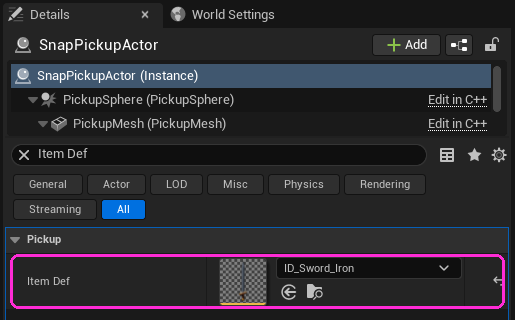 Details
World Settings
SnapPickupActor
Add
SnapPickupActor (Instance)
PickupSphere (PickupSphere) Edit in C++
PickupMesh (PickupMesh) Edit in C++
Item Def
General Actor LOD Misc Physics Rendering
Streaming All
Pickup
Item Def ID_Sword_Iron